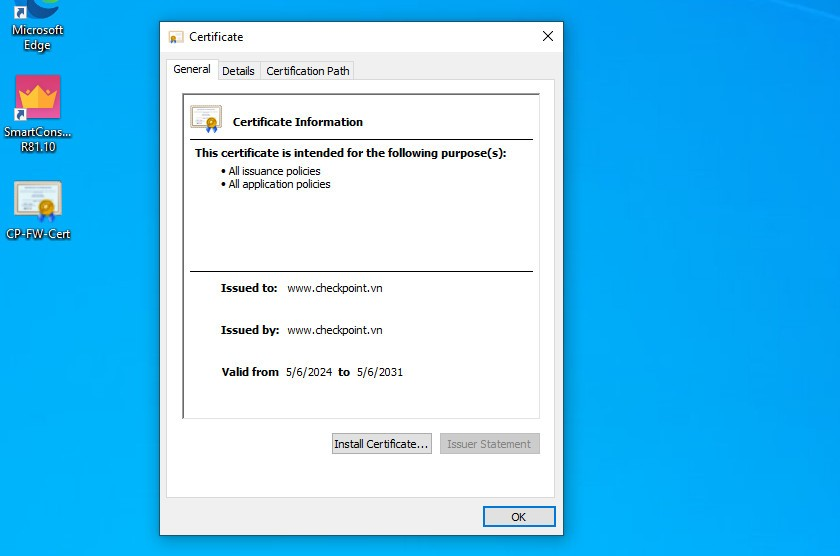 Microsoft
Edge
SmartCons...
R81.10
CP-FW-Cert
Certificate
General
Details
Certification Path
Certificate Information
This certificate is intended for the following purpose(s):
• All issuance policies
• All application policies
Issued to: www.checkpoint.vn
Issued by: www.checkpoint.vn
Valid from 5/6/2024 to 5/6/2031
Install Certificate...
Issuer Statement
OK